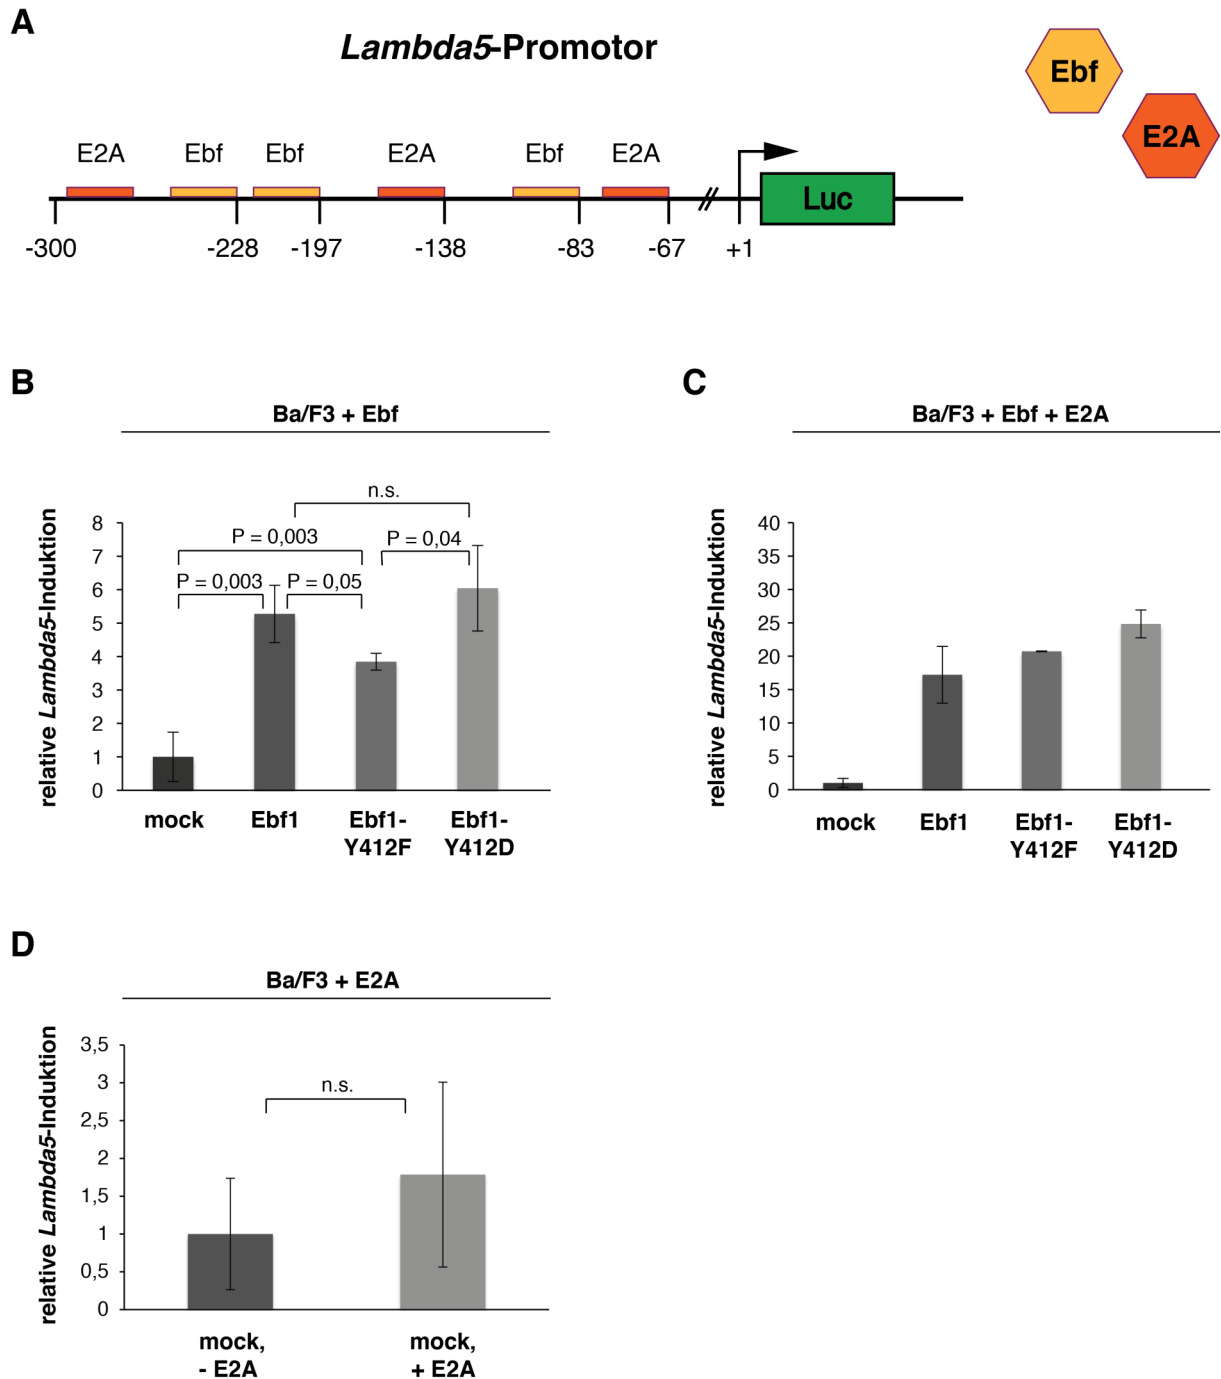 A
Lambda5-Promotor
Ebf
E2A
E2A Ebf Ebf E2A Ebf E2A
Luc
-300 -228 -197 -138 -83 -67 +1
B
Ba/F3 + Ebf
relative Lambda5-Induktion
n.s.
P = 0,003 P = 0,04
P = 0,003 P = 0,05
8
7
6
5
4
3
2
1
0
mock Ebf1 Ebf1- Ebf1-
Y412F Y412D
C
Ba/F3 + Ebf + E2A
relative Lambda5-Induktion
40
35
30
25
20
15
10
5
0
mock Ebf1 Ebf1- Ebf1-
Y412F Y412D
D
Ba/F3 + E2A
relative Lambda5-Induktion
n.s.
3,5
3
2,5
2
1,5
1
0,5
0
mock, mock,
- E2A + E2A